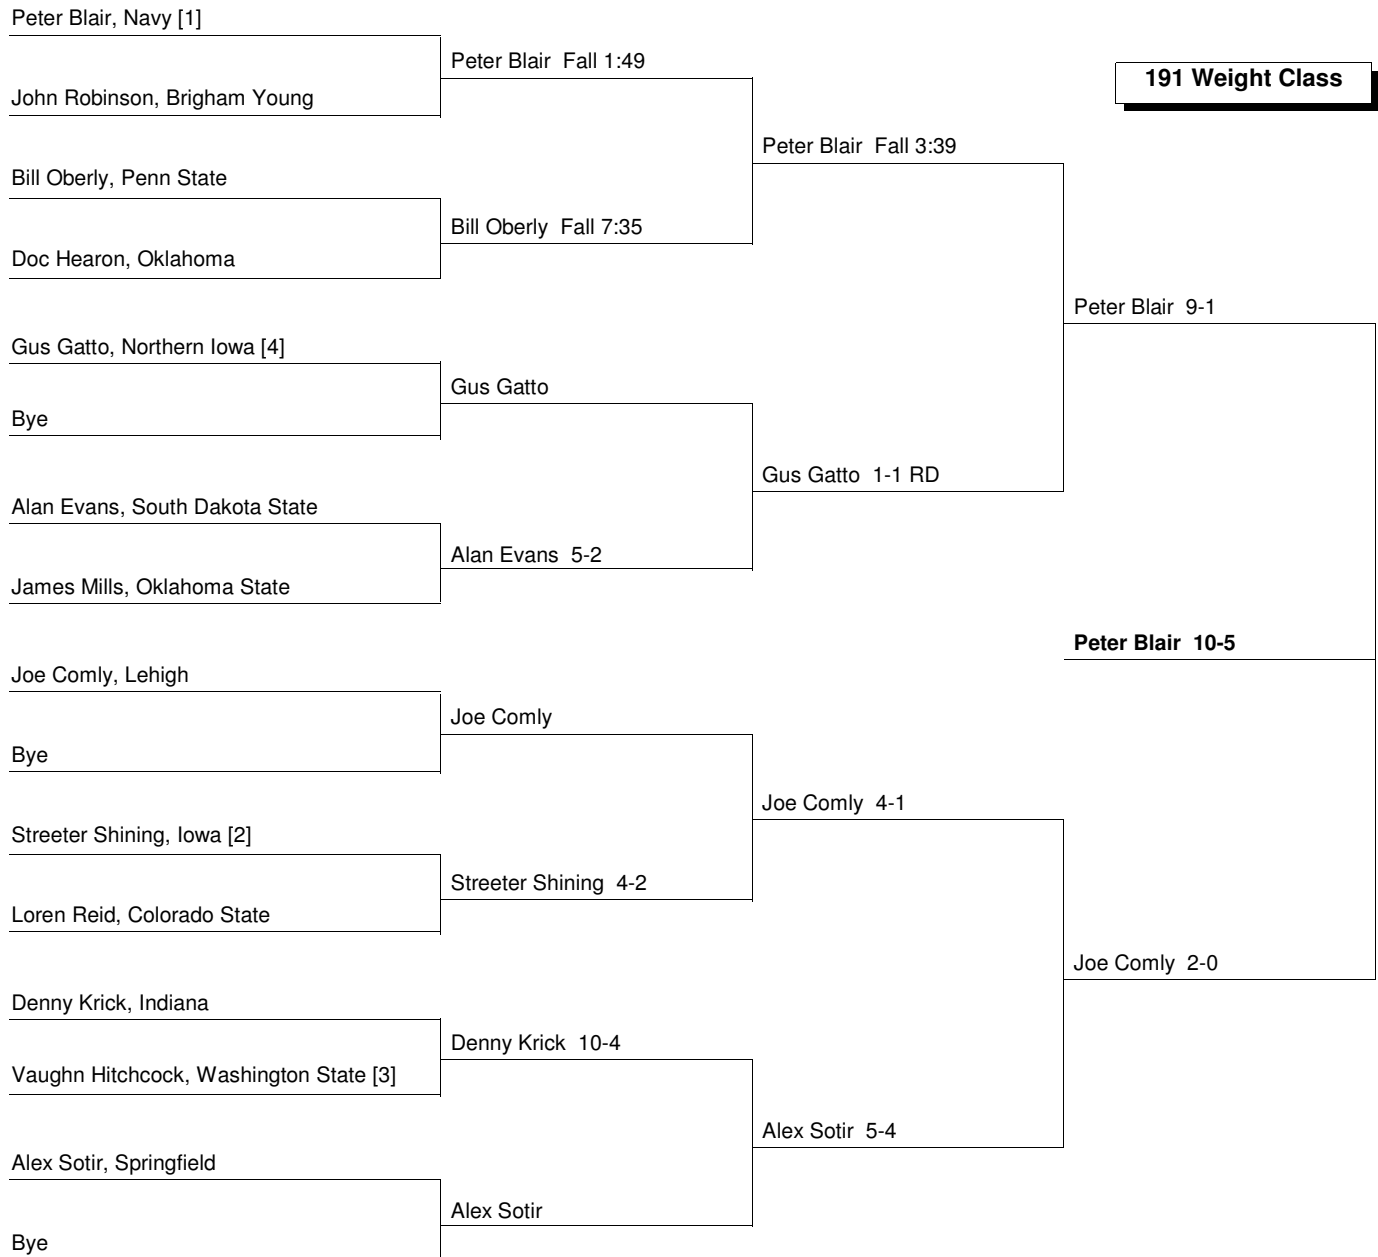 Peter Blair, Navy [1]
Peter Blair Fall 1:49
191 Weight Class
John Robinson, Brigham Young
Peter Blair Fall 3:39
Bill Oberly, Penn State
Bill Oberly Fall 7:35
Doc Hearon, Oklahoma
Peter Blair 9-1
Gus Gatto, Northern Iowa [4]
Gus Gatto
Bye
Gus Gatto 1-1 RD
Alan Evans, South Dakota State
Alan Evans 5-2
James Mills, Oklahoma State
Peter Blair 10-5
Joe Comly, Lehigh
Joe Comly
Bye
Joe Comly 4-1
Streeter Shining, Iowa [2]
Streeter Shining 4-2
Loren Reid, Colorado State
Joe Comly 2-0
Denny Krick, Indiana
Denny Krick 10-4
Vaughn Hitchcock, Washington State [3]
Alex Sotir 5-4
Alex Sotir, Springfield
Alex Sotir
Bye